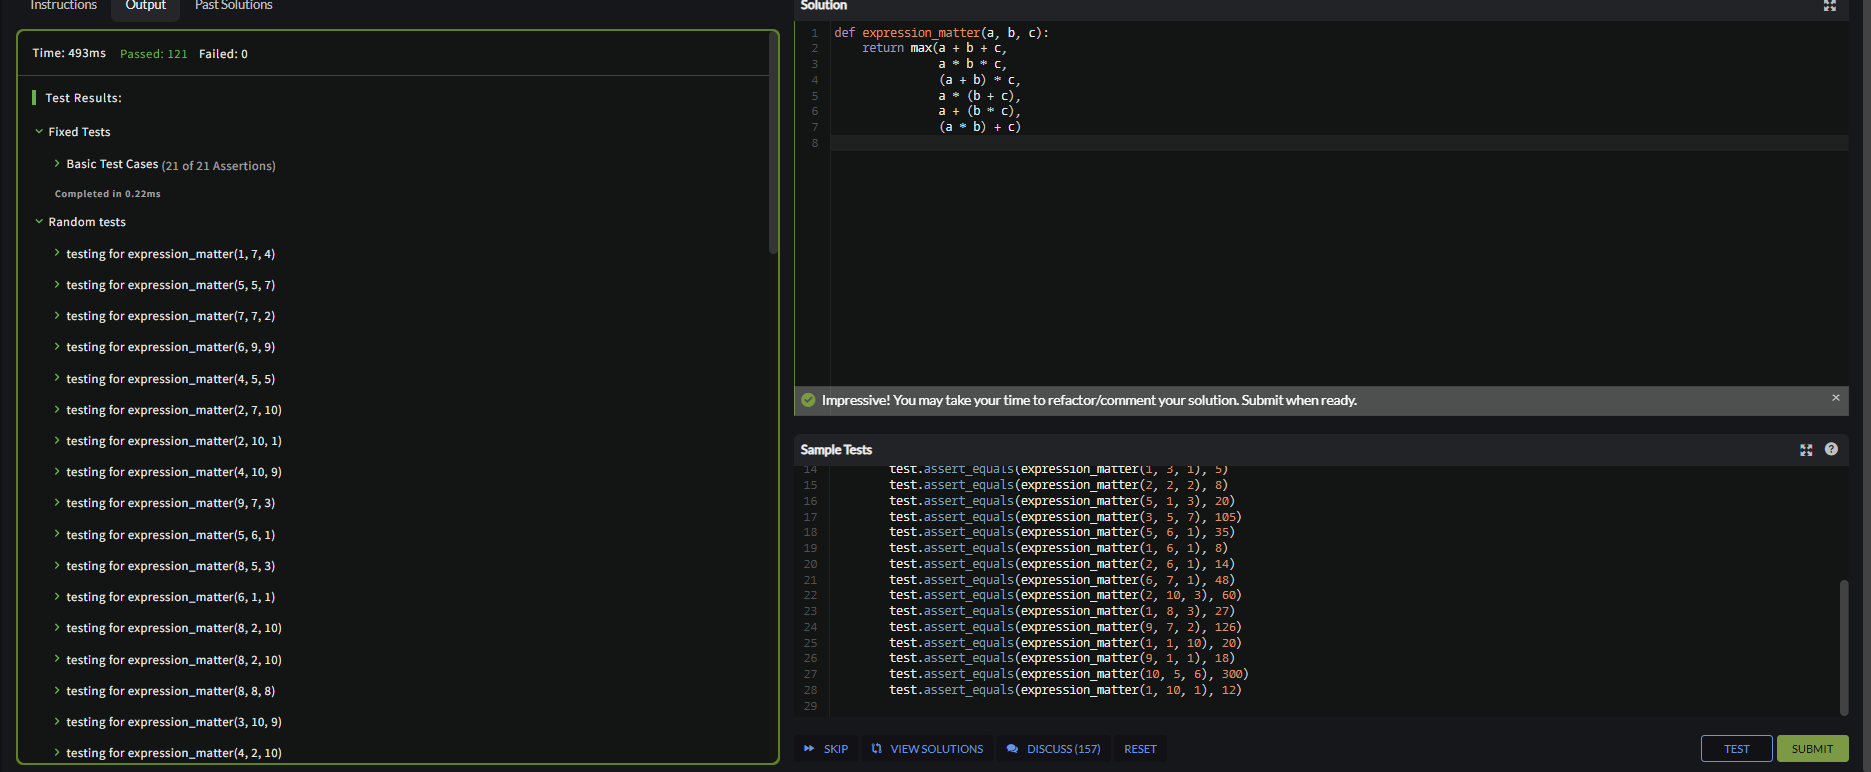 Instructions
Output
Past Solutions
Time: 493ms Passed: 121 Failed: 0
Test Results:
Fixed Tests
Basic Test Cases (21 of 21 Assertions)
Completed in 0.22ms
Random tests
testing for expression_matter(1, 7, 4)
testing for expression_matter(5, 5, 7)
testing for expression_matter(7, 7, 2)
testing for expression_matter(6, 9, 9)
testing for expression_matter(4, 5, 5)
testing for expression_matter(2, 7, 10)
testing for expression_matter(2, 10, 1)
testing for expression_matter(4, 10, 9)
testing for expression_matter(9, 7, 3)
testing for expression_matter(5, 6, 1)
testing for expression_matter(8, 5, 3)
testing for expression_matter(6, 1, 1)
testing for expression_matter(8, 2, 10)
testing for expression_matter(8, 2, 10)
testing for expression_matter(8, 8, 8)
testing for expression_matter(3, 10, 9)
testing for expression_matter(4, 2, 10)
Solution
1 def expression_matter(a, b, c):
2 return max(a + b + c,
3 a * b * c,
4 (a + b) * c,
5 a * (b + c),
6 a + (b * c),
7 (a * b) + c)
8
Impressive! You may take your time to refactor/comment your solution. Submit when ready.
Sample Tests
14 test.assert_equals(expression_matter(1, 3, 1), 5)
15 test.assert_equals(expression_matter(2, 2, 2), 8)
16 test.assert_equals(expression_matter(5, 1, 3), 20)
17 test.assert_equals(expression_matter(3, 5, 7), 105)
18 test.assert_equals(expression_matter(5, 6, 1), 35)
19 test.assert_equals(expression_matter(1, 6, 1), 8)
20 test.assert_equals(expression_matter(2, 6, 1), 14)
21 test.assert_equals(expression_matter(6, 7, 1), 48)
22 test.assert_equals(expression_matter(2, 10, 3), 60)
23 test.assert_equals(expression_matter(1, 8, 3), 27)
24 test.assert_equals(expression_matter(9, 7, 2), 126)
25 test.assert_equals(expression_matter(1, 1, 10), 20)
26 test.assert_equals(expression_matter(9, 1, 1), 18)
27 test.assert_equals(expression_matter(10, 5, 6), 300)
28 test.assert_equals(expression_matter(1, 10, 1), 12)
29
SKIP
VIEW SOLUTIONS
DISCUSS (157)
RESET
TEST
SUBMIT